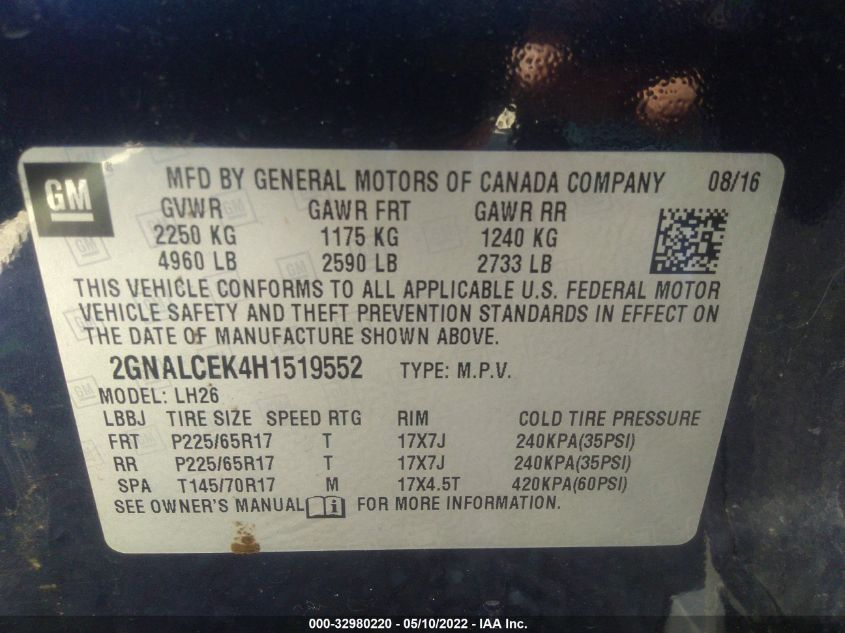 GM
MFD BY GENERAL MOTORS OF CANADA COMPANY 08/16
GVWR GAWR FRT GAWR RR
2250 KG 1175 KG 1240 KG
4960 LB 2590 LB 2733 LB
THIS VEHICLE CONFORMS TO ALL APPLICABLE U.S. FEDERAL MOTOR
VEHICLE SAFETY AND THEFT PREVENTION STANDARDS IN EFFECT ON
THE DATE OF MANUFACTURE SHOWN ABOVE.
2GNALCEK4H1519552 TYPE: M.P.V.
MODEL: LH26
LBBJ TIRE SIZE SPEED RTG RIM COLD TIRE PRESSURE
FRT P225/65R17 T 17X7J 240KPA(35PSI)
RR P225/65R17 T 17X7J 240KPA(35PSI)
SPA T145/70R17 M 17X4.5T 420KPA(60PSI)
SEE OWNER'S MANUAL i FOR MORE INFORMATION.
000-32980220 - 05/10/2022 - IAA Inc.